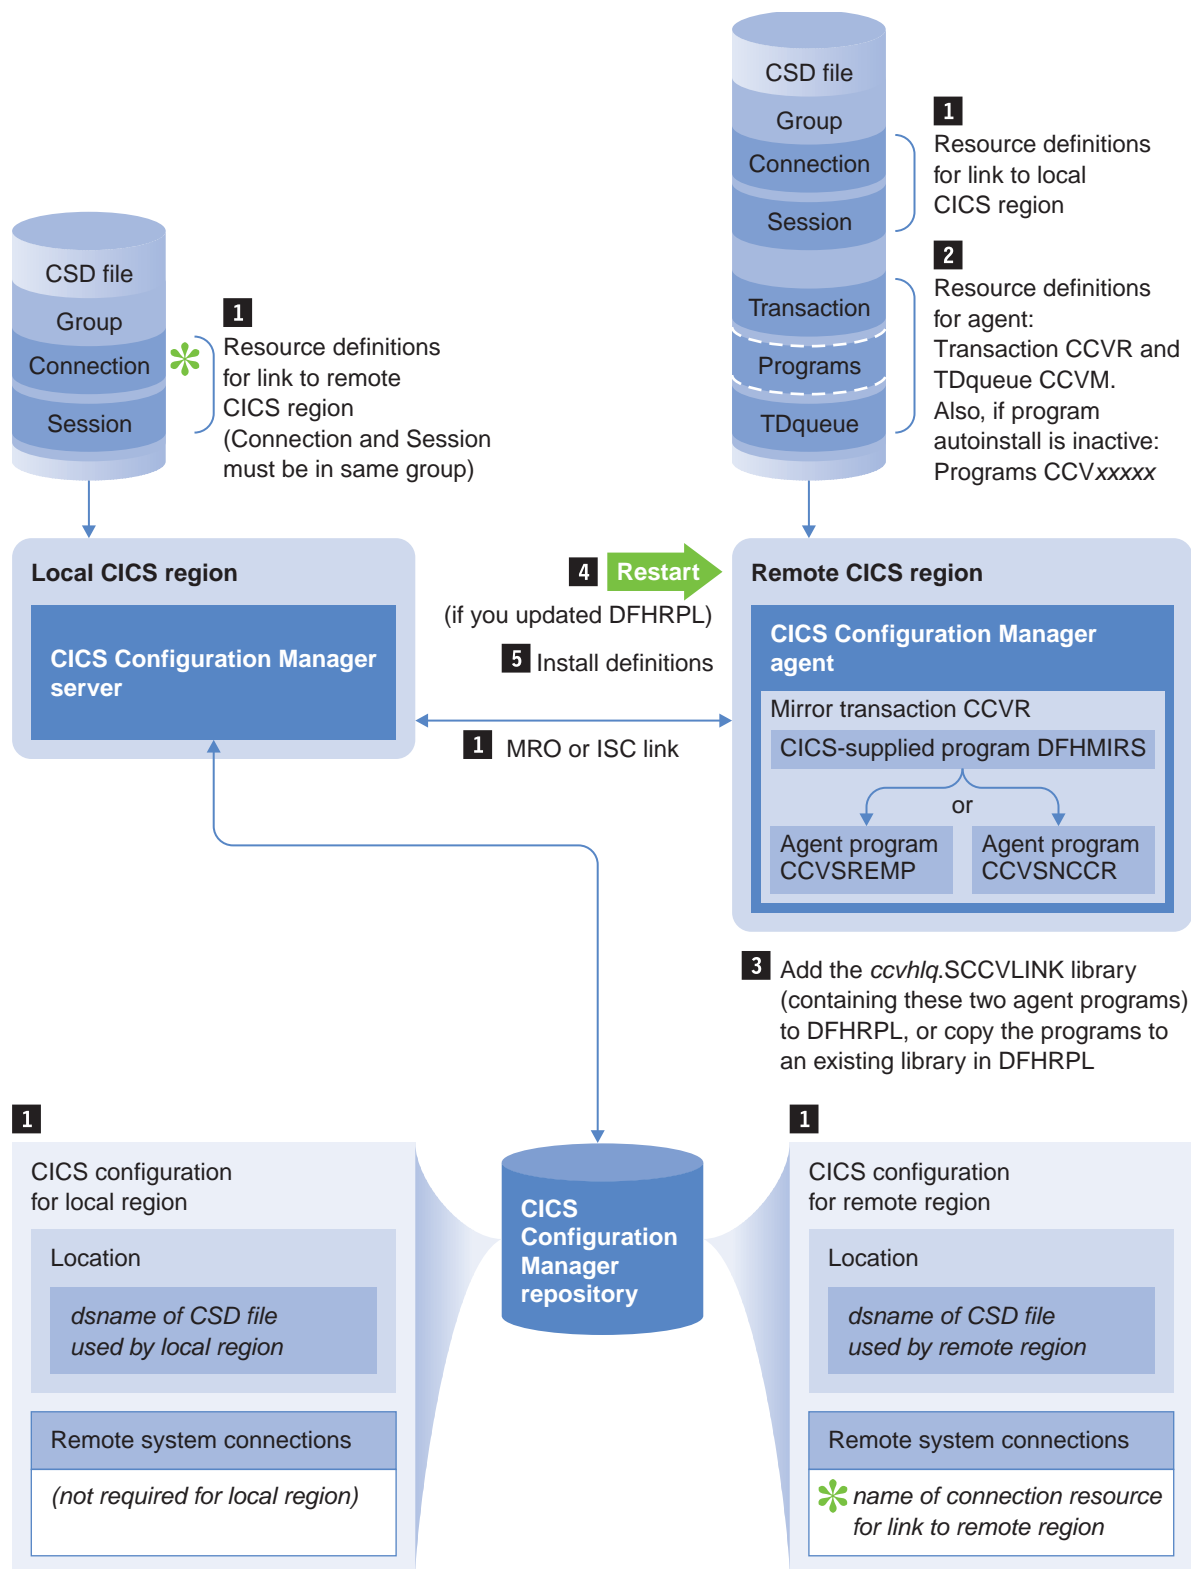 CSD file
Group
Connection
Session
Transaction
Programs
TDqueue
1
Resource definitions
for link to local
CICS region
2
Resource definitions
for agent:
Transaction CCVR and
TDqueue CCVM.
Also, if program
autoinstall is inactive:
Programs CCVxxxxx
CSD file
Group
Connection
Session
1
Resource definitions
for link to remote
CICS region
(Connection and Session
must be in same group)
Local CICS region
CICS Configuration Manager
server
4 Restart
(if you updated DFHRPL)
5 Install definitions
1 MRO or ISC link
Remote CICS region
CICS Configuration Manager
agent
Mirror transaction CCVR
CICS-supplied program DFHMIRS
or
Agent program
CCVSREMP
Agent program
CCVSNCCR
3 Add the ccvhlq.SCCVLINK library
(containing these two agent programs)
to DFHRPL, or copy the programs to
an existing library in DFHRPL
1
CICS configuration
for local region
Location
dsname of CSD file
used by local region
Remote system connections
(not required for local region)
CICS
Configuration
Manager
repository
1
CICS configuration
for remote region
Location
dsname of CSD file
used by remote region
Remote system connections
name of connection resource
for link to remote region